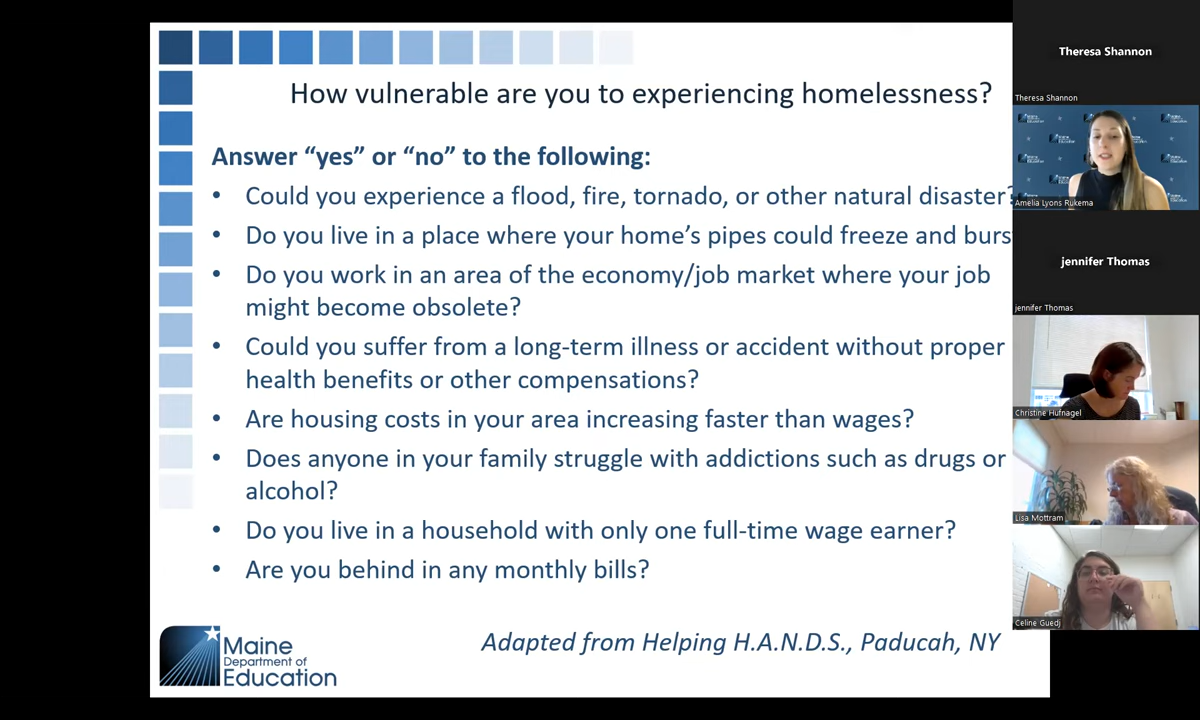 How vulnerable are you to experiencing homelessness?
Answer “yes” or “no” to the following:
• Could you experience a flood, fire, tornado, or other natural disaster?
• Do you live in a place where your home’s pipes could freeze and burs
• Do you work in an area of the economy/job market where your job
might become obsolete?
• Could you suffer from a long-term illness or accident without proper
health benefits or other compensations?
• Are housing costs in your area increasing faster than wages?
• Does anyone in your family struggle with addictions such as drugs or
alcohol?
• Do you live in a household with only one full-time wage earner?
• Are you behind in any monthly bills?
Adapted from Helping H.A.N.D.S., Paducah, NY
Maine
Department of
Education
Theresa Shannon
Theresa Shannon
Amelia Lyons Rukema
jennifer Thomas
jennifer Thomas
Christine Hufnagel
Lisa Mottram
Celine Guedj